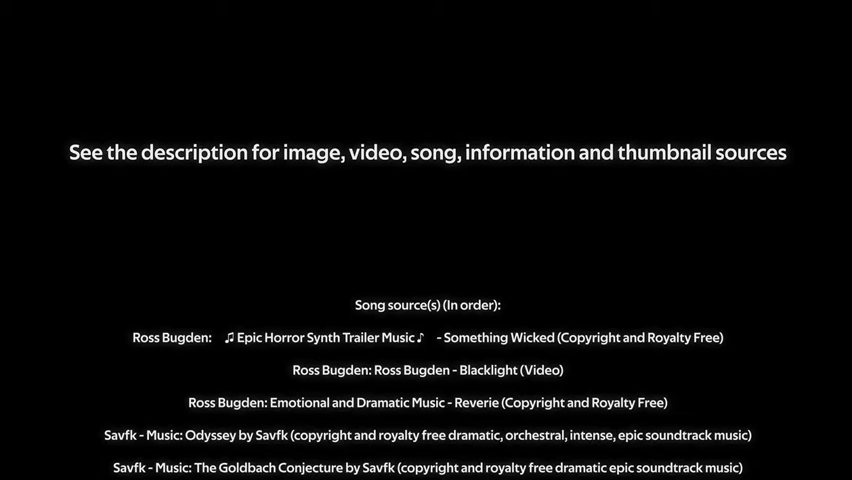 See the description for image, video, song, information and thumbnail sources
Song source(s) (In order):
Ross Bugden: ♫ Epic Horror Synth Trailer Music ♪ - Something Wicked (Copyright and Royalty Free)
Ross Bugden: Ross Bugden - Blacklight (Video)
Ross Bugden: Emotional and Dramatic Music - Reverie (Copyright and Royalty Free)
Savfk - Music: Odyssey by Savfk (copyright and royalty free dramatic, orchestral, intense, epic soundtrack music)
Savfk - Music: The Goldbach Conjecture by Savfk (copyright and royalty free dramatic epic soundtrack music)